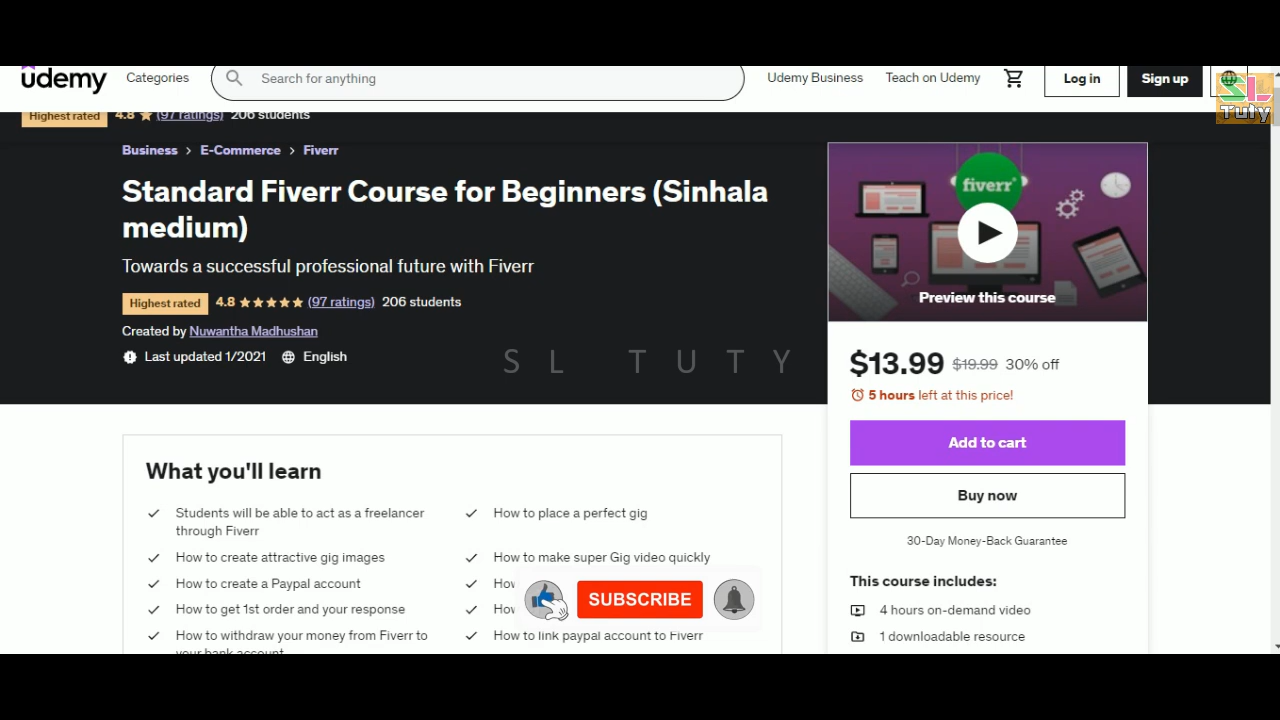 udemy Categories Search for anything Udemy Business Teach on Udemy Log in Sign up
SL
Tuty
Highest rated 4.8 (97 ratings) 206 students
Business > E-Commerce > Fiverr
Standard Fiverr Course for Beginners (Sinhala
medium)
Towards a successful professional future with Fiverr
Highest rated 4.8 (97 ratings) 206 students
Created by Nuwantha Madhushan
Last updated 1/2021 English
SL TUTY
fiverr
Preview this course
$13.99 $19.99 30% off
5 hours left at this price!
Add to cart
Buy now
30-Day Money-Back Guarantee
This course includes:
4 hours on-demand video
1 downloadable resource
What you'll learn
Students will be able to act as a freelancer
through Fiverr
How to place a perfect gig
How to create attractive gig images
How to make super Gig video quickly
How to create a Paypal account
How to get 1st order and your response
SUBSCRIBE
How to withdraw your money from Fiverr to
your bank account
How to link paypal account to Fiverr